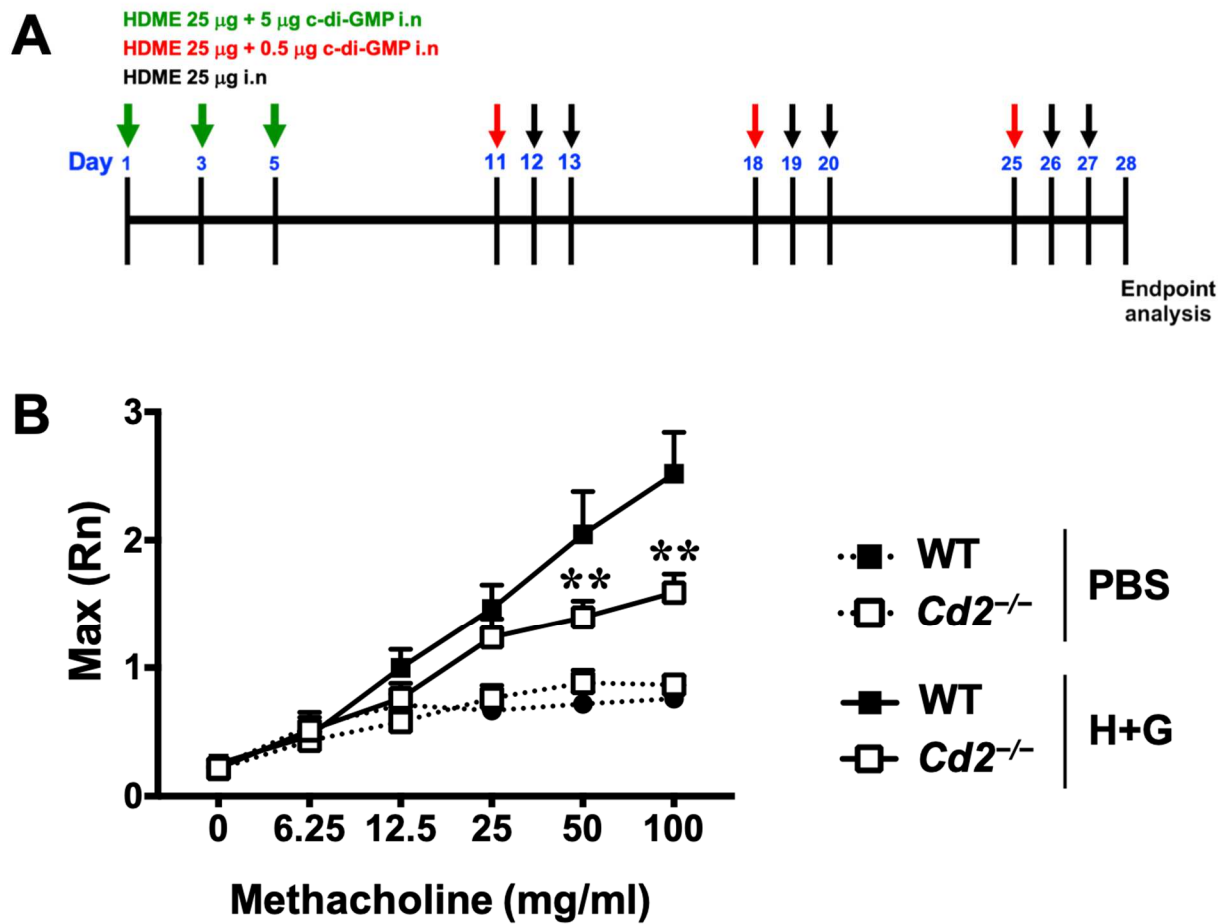 A
HDME 25 μg + 5 μg c-di-GMP i.n
HDME 25 μg + 0.5 μg c-di-GMP i.n
HDME 25 μg i.n
Day 1 3 5 11 12 13 18 19 20 25 26 27 28
Endpoint
analysis
B
Max (Rn)
3
2
1
0
** **
0 6.25 12.5 25 50 100
Methacholine (mg/ml)
WT
Cd2−/−
PBS
WT
Cd2−/−
H+G